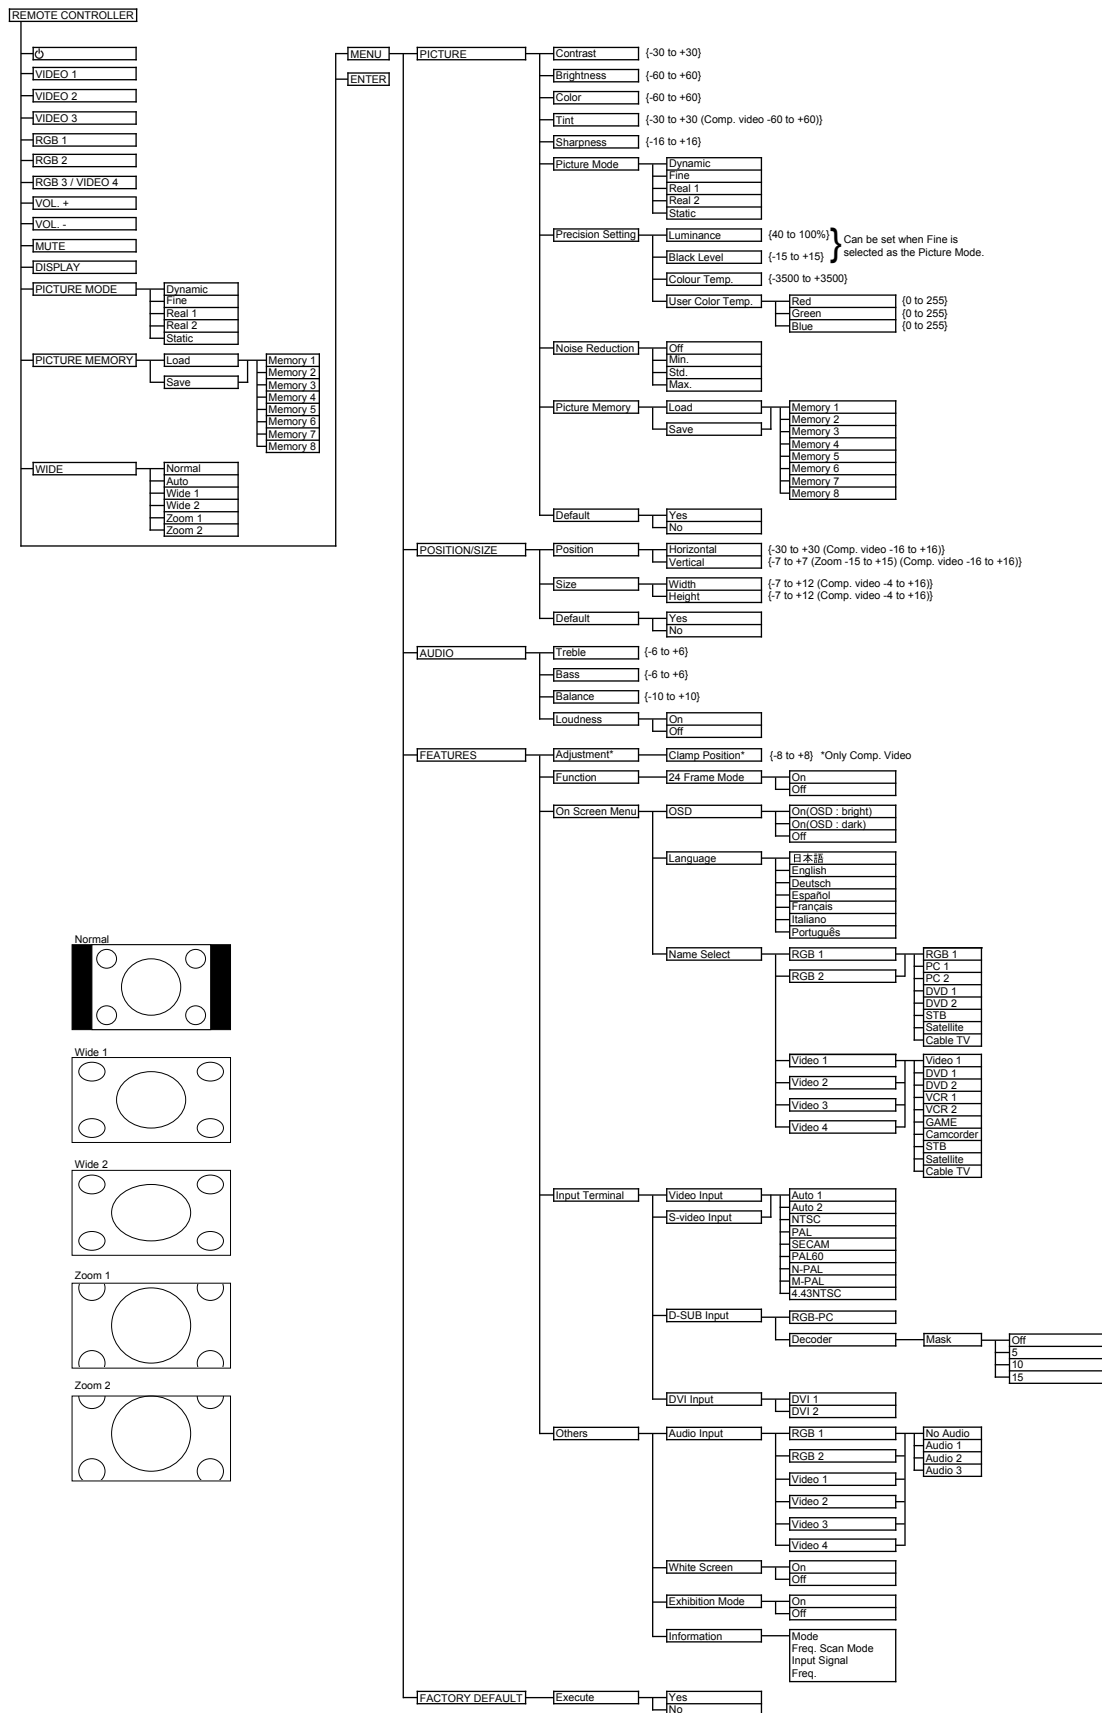 REMOTE CONTROLLER
⏻
VIDEO 1
VIDEO 2
VIDEO 3
RGB 1
RGB 2
RGB 3 / VIDEO 4
VOL. +
VOL. -
MUTE
DISPLAY
PICTURE MODE
Dynamic
Fine
Real 1
Real 2
Static
PICTURE MEMORY
Load
Save
Memory 1
Memory 2
Memory 3
Memory 4
Memory 5
Memory 6
Memory 7
Memory 8
WIDE
Normal
Auto
Wide 1
Wide 2
Zoom 1
Zoom 2
MENU
ENTER
PICTURE
Contrast {-30 to +30}
Brightness {-60 to +60}
Color {-60 to +60}
Tint {-30 to +30 (Comp. video -60 to +60)}
Sharpness {-16 to +16}
Picture Mode
Dynamic
Fine
Real 1
Real 2
Static
Precision Setting
Luminance {40 to 100%}
Black Level {-15 to +15}
Can be set when Fine is
selected as the Picture Mode.
Colour Temp. {-3500 to +3500}
User Color Temp.
Red {0 to 255}
Green {0 to 255}
Blue {0 to 255}
Noise Reduction
Off
Min.
Std.
Max.
Picture Memory
Load
Save
Memory 1
Memory 2
Memory 3
Memory 4
Memory 5
Memory 6
Memory 7
Memory 8
Default
Yes
No
POSITION/SIZE
Position
Horizontal {-30 to +30 (Comp. video -16 to +16)}
Vertical {-7 to +7 (Zoom -15 to +15) (Comp. video -16 to +16)}
Size
Width {-7 to +12 (Comp. video -4 to +16)}
Height {-7 to +12 (Comp. video -4 to +16)}
Default
Yes
No
AUDIO
Treble {-6 to +6}
Bass {-6 to +6}
Balance {-10 to +10}
Loudness
On
Off
FEATURES
Adjustment*
Clamp Position* {-8 to +8} *Only Comp. Video
Function
24 Frame Mode
On
Off
On Screen Menu
OSD
On(OSD : bright)
On(OSD : dark)
Off
Language
日本語
English
Deutsch
Español
Français
Italiano
Português
Name Select
RGB 1
RGB 2
RGB 1
PC 1
PC 2
DVD 1
DVD 2
STB
Satellite
Cable TV
Video 1
Video 2
Video 3
Video 4
Video 1
DVD 1
DVD 2
VCR 1
VCR 2
GAME
Camcorder
STB
Satellite
Cable TV
Input Terminal
Video Input
S-video Input
Auto 1
Auto 2
NTSC
PAL
SECAM
PAL60
N-PAL
M-PAL
4.43NTSC
D-SUB Input
RGB-PC
Decoder
Mask
Off
5
10
15
DVI Input
DVI 1
DVI 2
Others
Audio Input
RGB 1
RGB 2
Video 1
Video 2
Video 3
Video 4
No Audio
Audio 1
Audio 2
Audio 3
White Screen
On
Off
Exhibition Mode
On
Off
Information
Mode
Freq. Scan Mode
Input Signal
Freq.
FACTORY DEFAULT
Execute
Yes
No
Normal
Wide 1
Wide 2
Zoom 1
Zoom 2